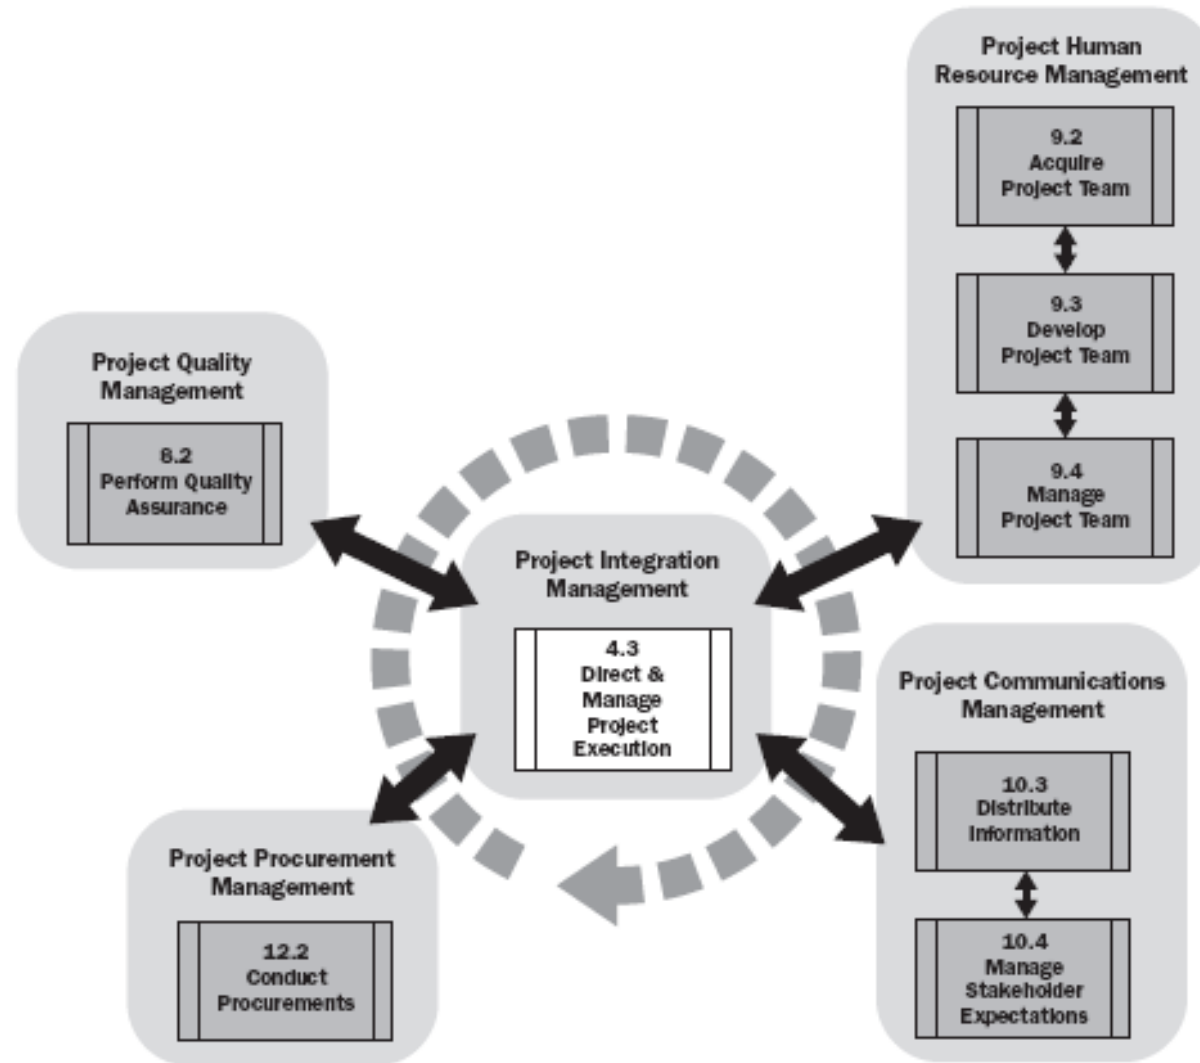 Project Human
Resource Management
9.2
Acquire
Project Team
9.3
Develop
Project Team
9.4
Manage
Project Team
Project Quality
Management
8.2
Perform Quality
Assurance
Project Integration
Management
4.3
Direct &
Manage
Project
Execution
Project Communications
Management
10.3
Distribute
Information
10.4
Manage
Stakeholder
Expectations
Project Procurement
Management
12.2
Conduct
Procurements